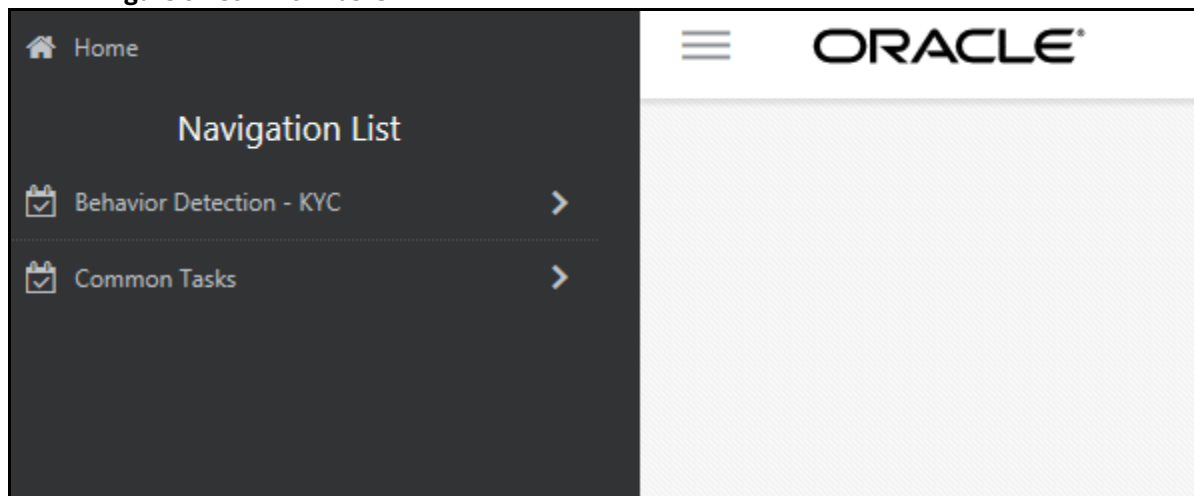 Home
ORACLE®
Navigation List
Behavior Detection - KYC
Common Tasks